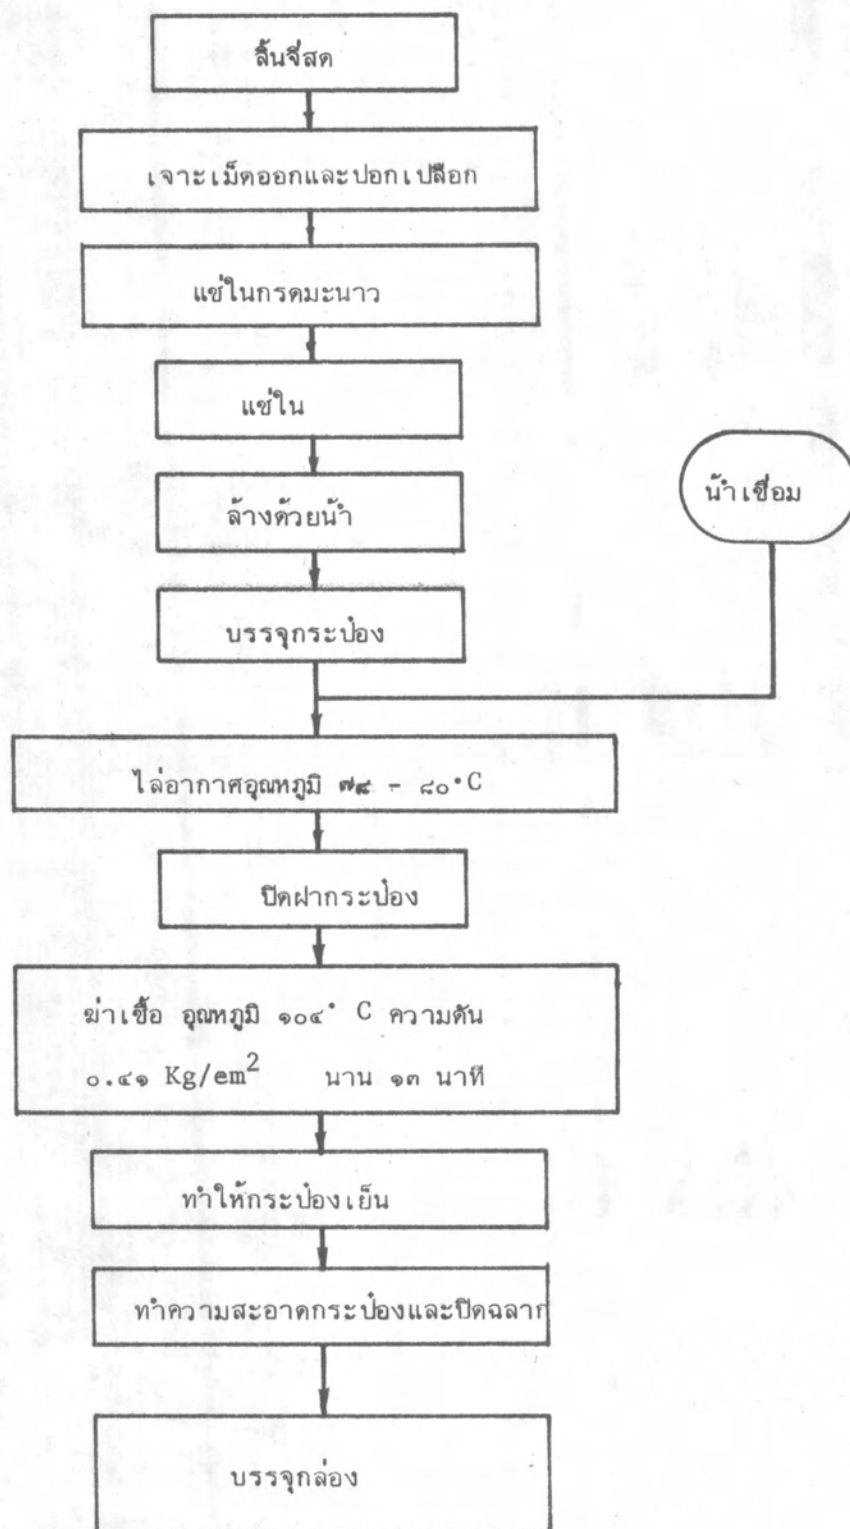 ลิ้นจี่สด
เจาะเม็ดออกและปอกเปลือก
แช่ในกรดมะนาว
แช่ใน
ล้างด้วยน้ำ
น้ำเชื่อม
บรรจุกระป๋อง
ไล่อากาศอุณหภูมิ ๗๙ - ๘๐°C
ปิดฝากระป๋อง
ฆ่าเชื้อ อุณหภูมิ ๑๐๔° C ความดัน
๐.๔๑ Kg/em² นาน ๑๓ นาที
ทำให้กระป๋องเย็น
ทำความสะอาดกระป๋องและปิดฉลาก
บรรจุกล่อง